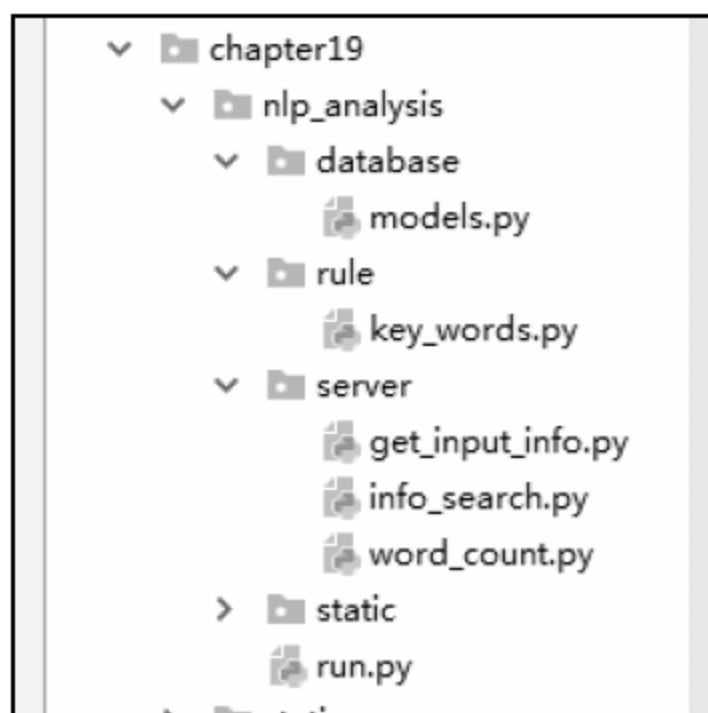 chapter19
nlp_analysis
database
models.py
rule
key_words.py
server
get_input_info.py
info_search.py
word_count.py
static
run.py